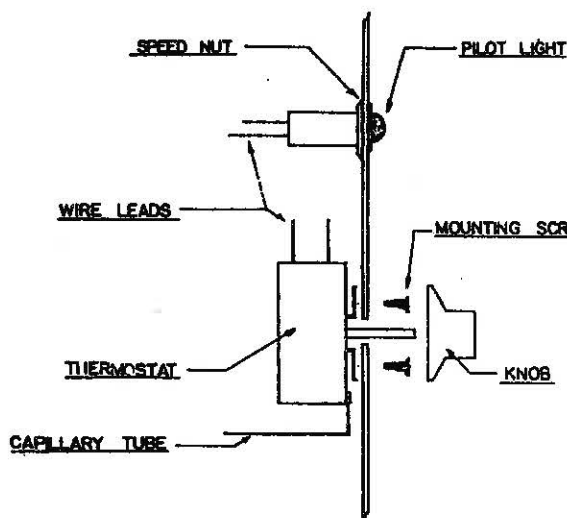 SPEED NUT
PILOT LIGHT
WIRE LEADS
MOUNTING SCR
THERMOSTAT
KNOB
CAPILLARY TUBE